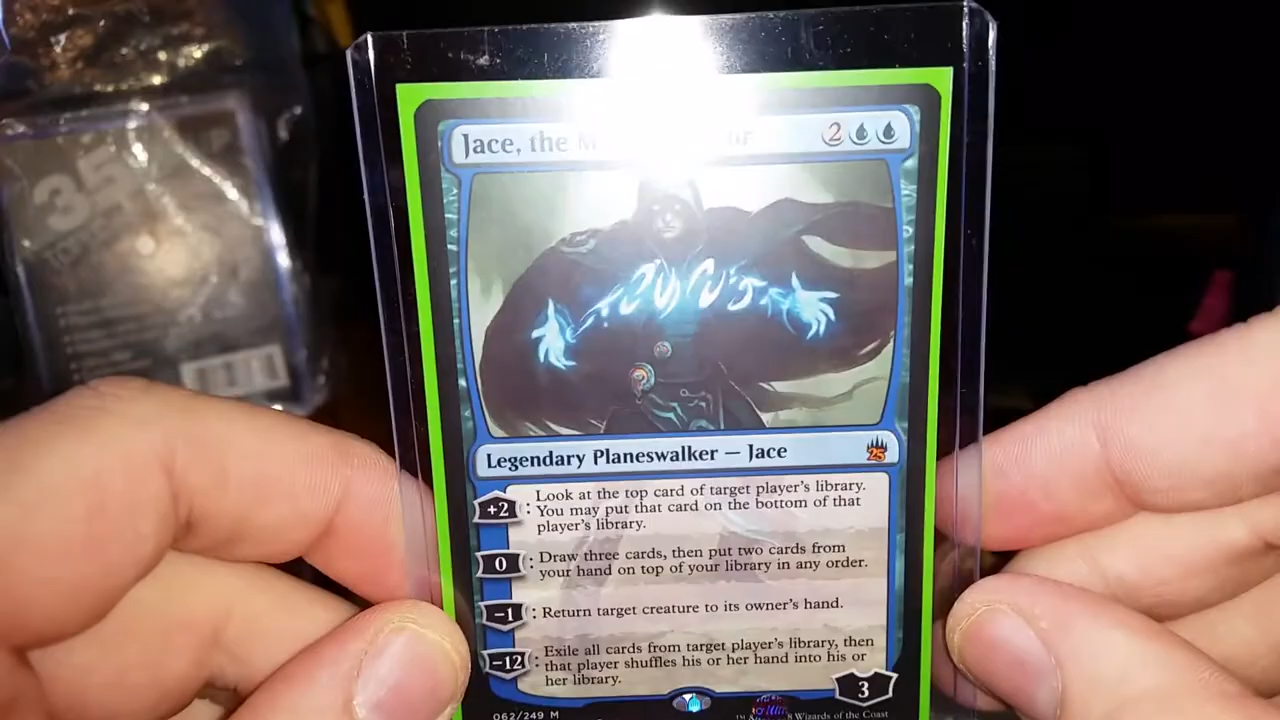 Jace, the M
2
35
Legendary Planeswalker — Jace
25
+2 : Look at the top card of target player's library.
You may put that card on the bottom of that
player's library.
0 : Draw three cards, then put two cards from
your hand on top of your library in any order.
−1 : Return target creature to its owner's hand.
−12 : Exile all cards from target player's library, then
that player shuffles his or her hand into his or
her library.
3
062/249 M
Wizards of the Coast